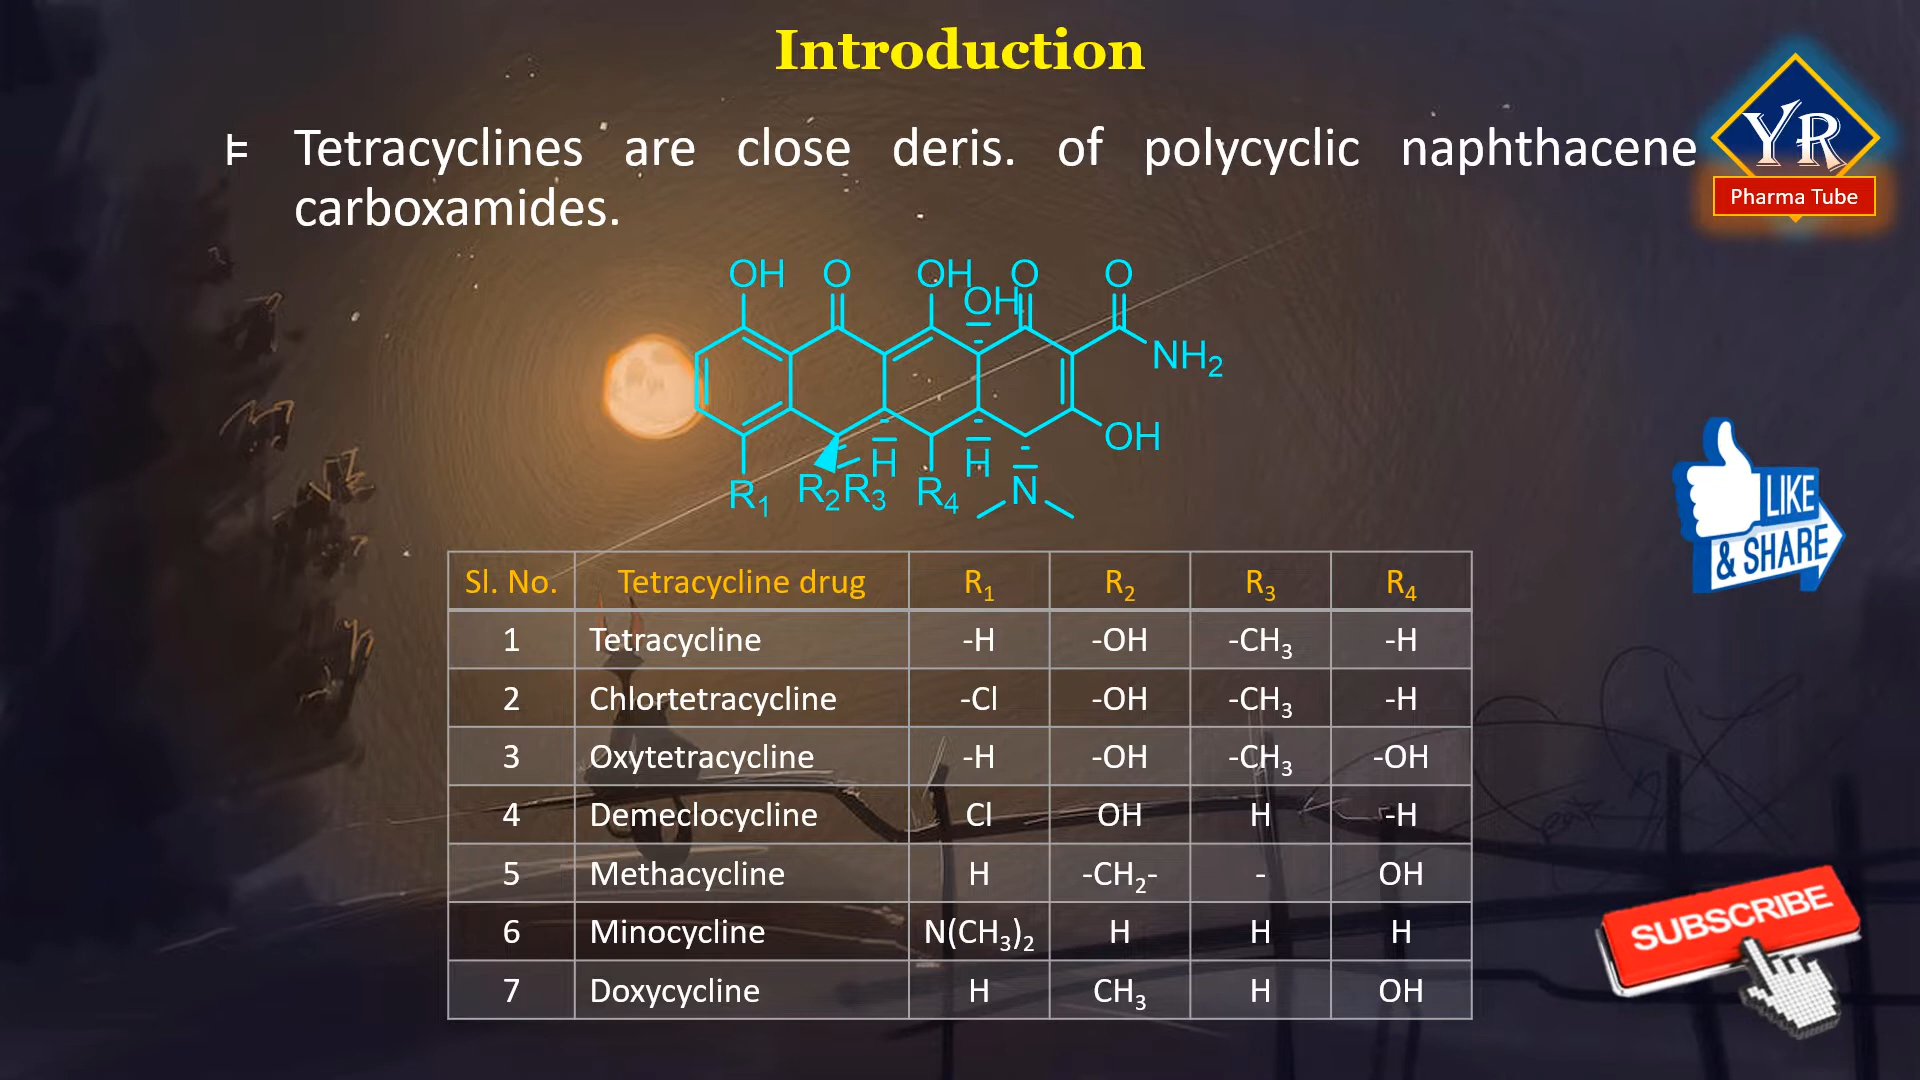 Introduction
Tetracyclines are close deris. of polycyclic naphthacene
carboxamides.
YR
Pharma Tube
OH O OH OH O O
NH2
OH
H H
R1 R2 R3 R4 N
LIKE
& SHARE
Sl. No. Tetracycline drug R1 R2 R3 R4
1 Tetracycline -H -OH -CH3 -H
2 Chlortetracycline -Cl -OH -CH3 -H
3 Oxytetracycline -H -OH -CH3 -OH
4 Demeclocycline Cl OH H -H
5 Methacycline H -CH2- - OH
6 Minocycline N(CH3)2 H H H
7 Doxycycline H CH3 H OH
SUBSCRIBE